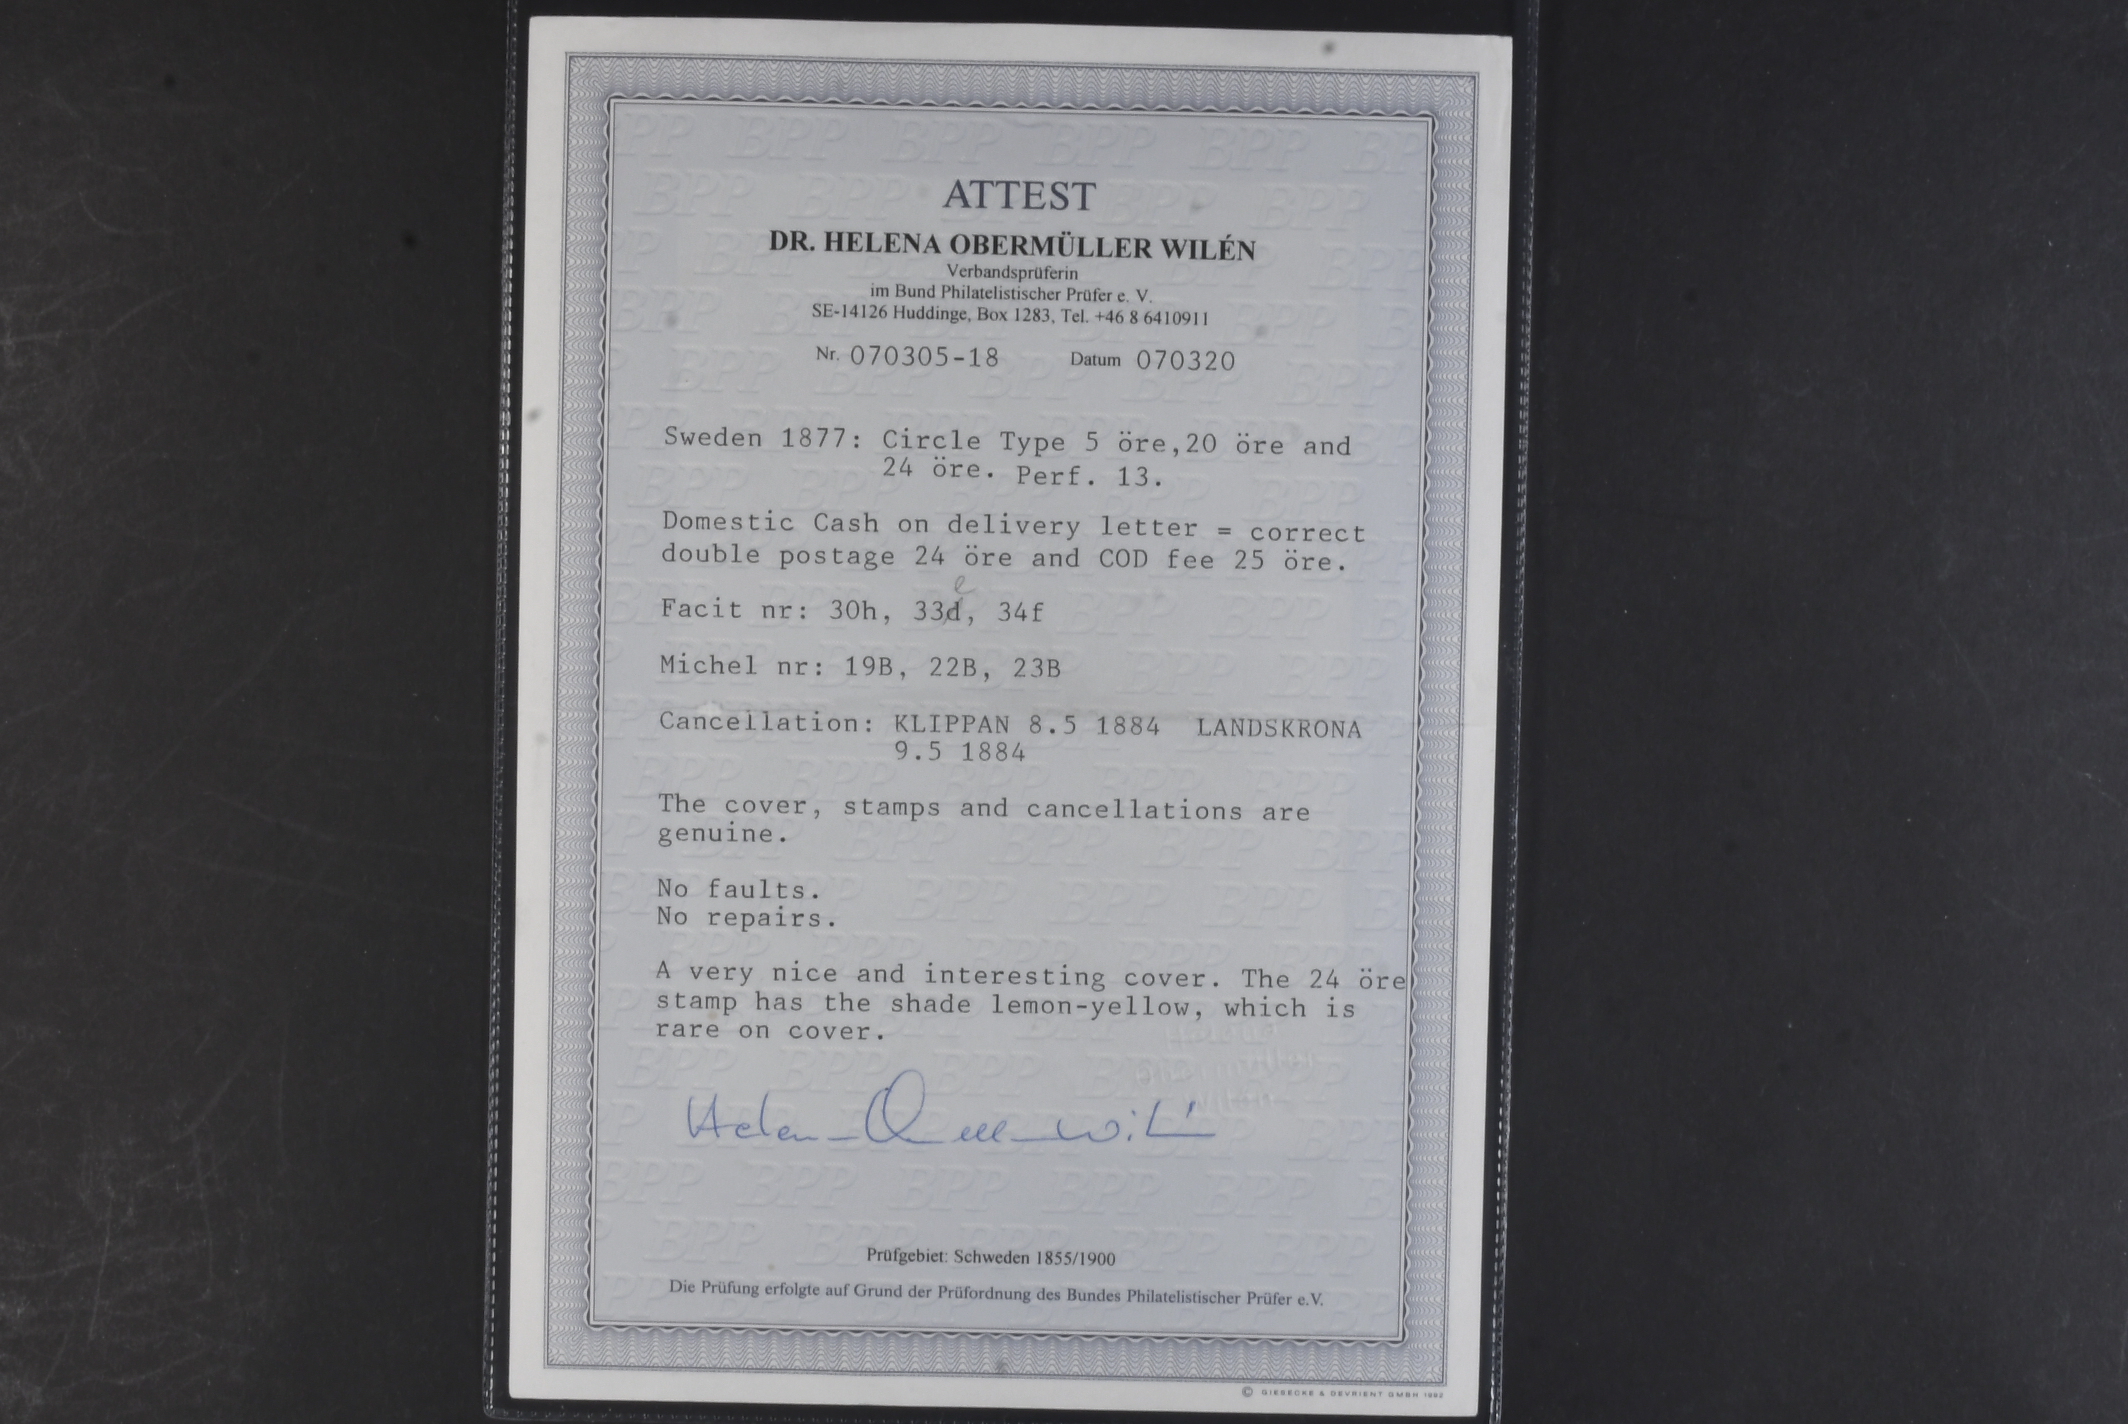 ATTEST
DR. HELENA OBERMÜLLER WILÉN
Verbandsprüferin
im Bund Philatelistischer Prüfer e. V.
SE-14126 Huddinge, Box 1283, Tel. +46 8 6410911
Nr. 070305-18 Datum 070320
Sweden 1877: Circle Type 5 öre,20 öre and
24 öre. Perf. 13.
Domestic Cash on delivery letter = correct
double postage 24 öre and COD fee 25 öre.
e
Facit nr: 30h, 33d, 34f
Michel nr: 19B, 22B, 23B
Cancellation: KLIPPAN 8.5 1884 LANDSKRONA
9.5 1884
The cover, stamps and cancellations are
genuine.
No faults.
No repairs.
A very nice and interesting cover. The 24 öre
stamp has the shade lemon-yellow, which is
rare on cover.
Prüfgebiet: Schweden 1855/1900
Die Prüfung erfolgte auf Grund der Prüfordnung des Bundes Philatelistischer Prüfer e.V.
© GIESECKE & DEVRIENT GMBH 1992